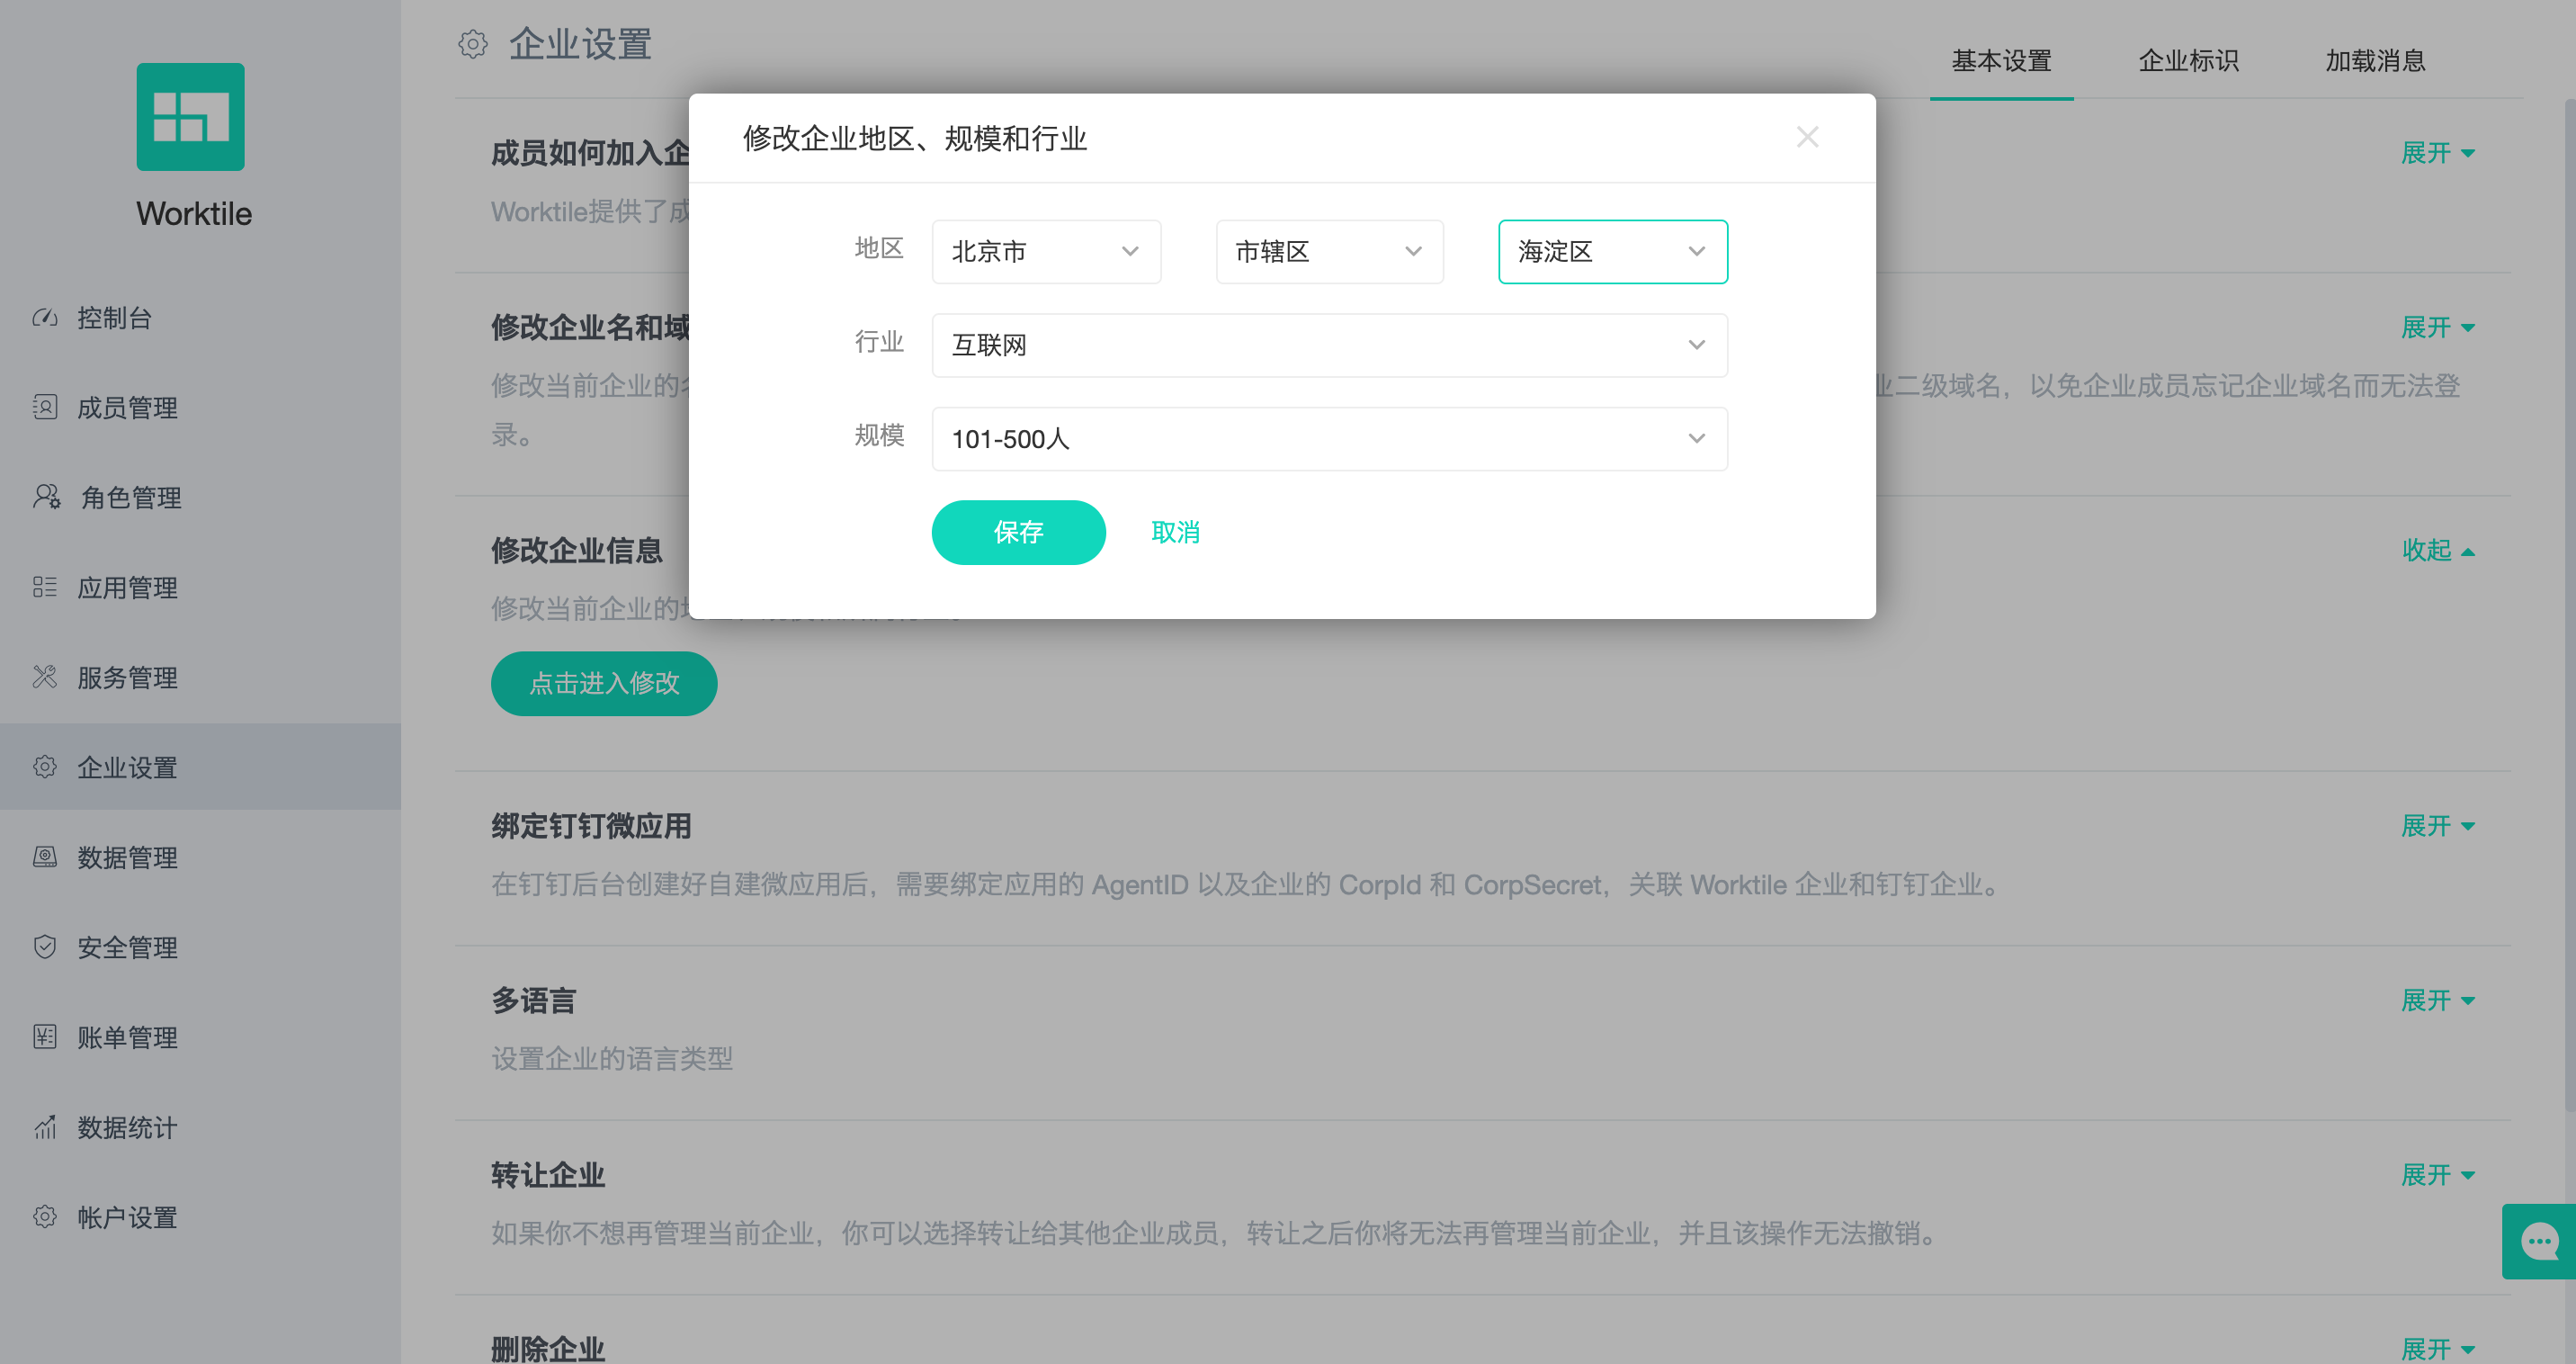 Worktile
控制台
成员管理
角色管理
应用管理
服务管理
企业设置
数据管理
安全管理
账单管理
数据统计
帐户设置
企业设置
基本设置 企业标识 加载消息
成员如何加入企
展开
Worktile提供了成
修改企业名和域
展开
修改当前企业的 业二级域名，以免企业成员忘记企业域名而无法登
录。
修改企业信息
收起
修改当前企业的
点击进入修改
绑定钉钉微应用
展开
在钉钉后台创建好自建微应用后，需要绑定应用的 AgentID 以及企业的 CorpId 和 CorpSecret，关联 Worktile 企业和钉钉企业。
多语言
展开
设置企业的语言类型
转让企业
展开
如果你不想再管理当前企业，你可以选择转让给其他企业成员，转让之后你将无法再管理当前企业，并且该操作无法撤销。
删除企业
展开
修改企业地区、规模和行业
地区 北京市 市辖区 海淀区
行业 互联网
规模 101-500人
保存 取消